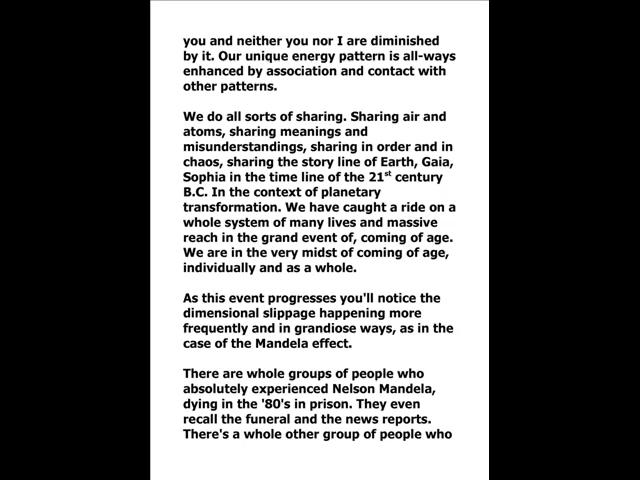 you and neither you nor I are diminished
by it. Our unique energy pattern is all-ways
enhanced by association and contact with
other patterns.
We do all sorts of sharing. Sharing air and
atoms, sharing meanings and
misunderstandings, sharing in order and in
chaos, sharing the story line of Earth, Gaia,
Sophia in the time line of the 21st century
B.C. In the context of planetary
transformation. We have caught a ride on a
whole system of many lives and massive
reach in the grand event of, coming of age.
We are in the very midst of coming of age,
individually and as a whole.
As this event progresses you'll notice the
dimensional slippage happening more
frequently and in grandiose ways, as in the
case of the Mandela effect.
There are whole groups of people who
absolutely experienced Nelson Mandela,
dying in the '80's in prison. They even
recall the funeral and the news reports.
There's a whole other group of people who